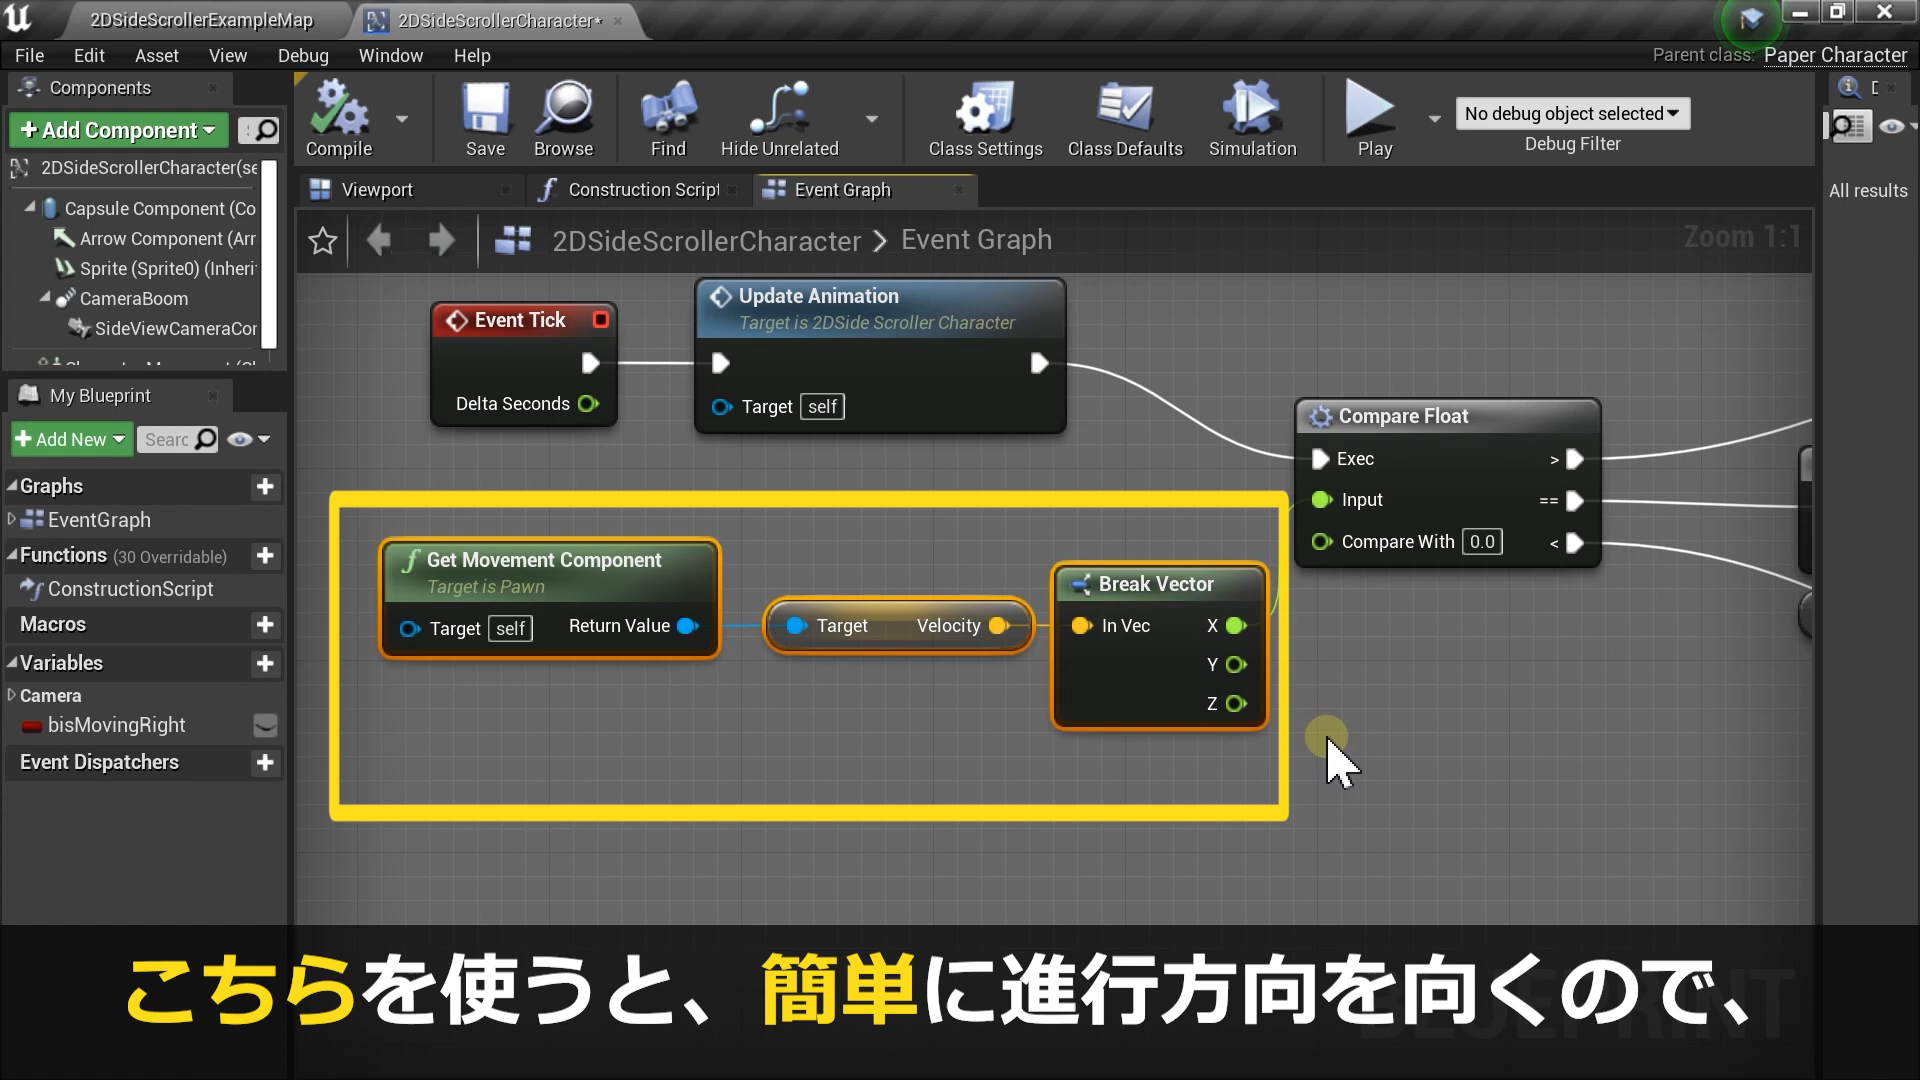 2DSideScrollerExampleMap
2DSideScrollerCharacter*
File Edit Asset View Debug Window Help
Parent class: Paper Character
Components
Add Component
2DSideScrollerCharacter(se
Capsule Component (Co
Arrow Component (Arr
Sprite (Sprite0) (Inheri
CameraBoom
SideViewCameraCor
Compile
Save
Browse
Find
Hide Unrelated
Class Settings
Class Defaults
Simulation
Play
No debug object selected
Debug Filter
Viewport
Construction Script
Event Graph
2DSideScrollerCharacter > Event Graph
Zoom 1:1
All results
My Blueprint
Add New
Searc
Graphs
EventGraph
Functions (30 Overridable)
ConstructionScript
Macros
Variables
Camera
bisMovingRight
Event Dispatchers
Event Tick
Delta Seconds
Update Animation
Target is 2DSide Scroller Character
Target self
Compare Float
Exec >
Input ==
Compare With 0.0 <
Get Movement Component
Target is Pawn
Target self Return Value
Target Velocity
Break Vector
In Vec X
Y
Z
こちらを使うと、簡単に進行方向を向くので、